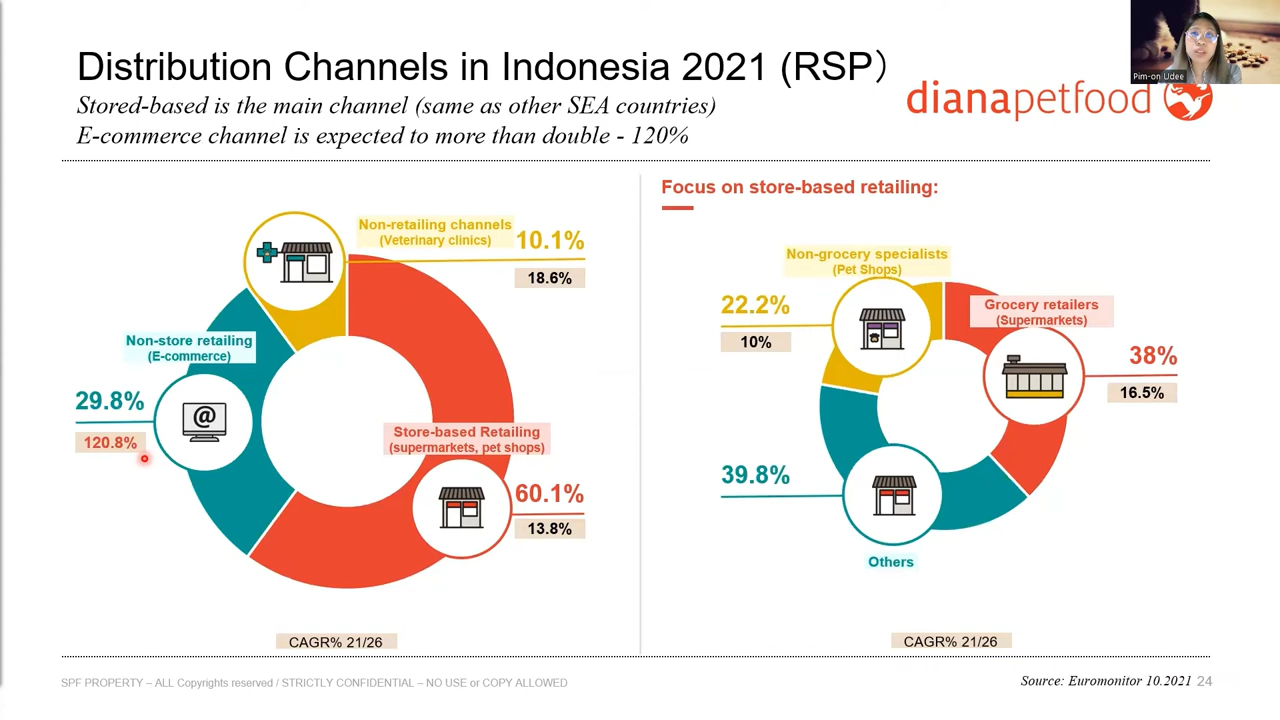 Distribution Channels in Indonesia 2021 (RSP）
Stored-based is the main channel (same as other SEA countries)
E-commerce channel is expected to more than double - 120%
Pim-on Udee
dianapetfood
Non-retailing channels
(Veterinary clinics)
10.1%
18.6%
Non-store retailing
(E-commerce)
29.8%
120.8%
@
Store-based Retailing
(supermarkets, pet shops)
60.1%
13.8%
CAGR% 21/26
Focus on store-based retailing:
Non-grocery specialists
(Pet Shops)
22.2%
10%
Grocery retailers
(Supermarkets)
38%
16.5%
39.8%
Others
CAGR% 21/26
SPF PROPERTY – ALL Copyrights reserved / STRICTLY CONFIDENTIAL – NO USE or COPY ALLOWED
Source: Euromonitor 10.2021 24